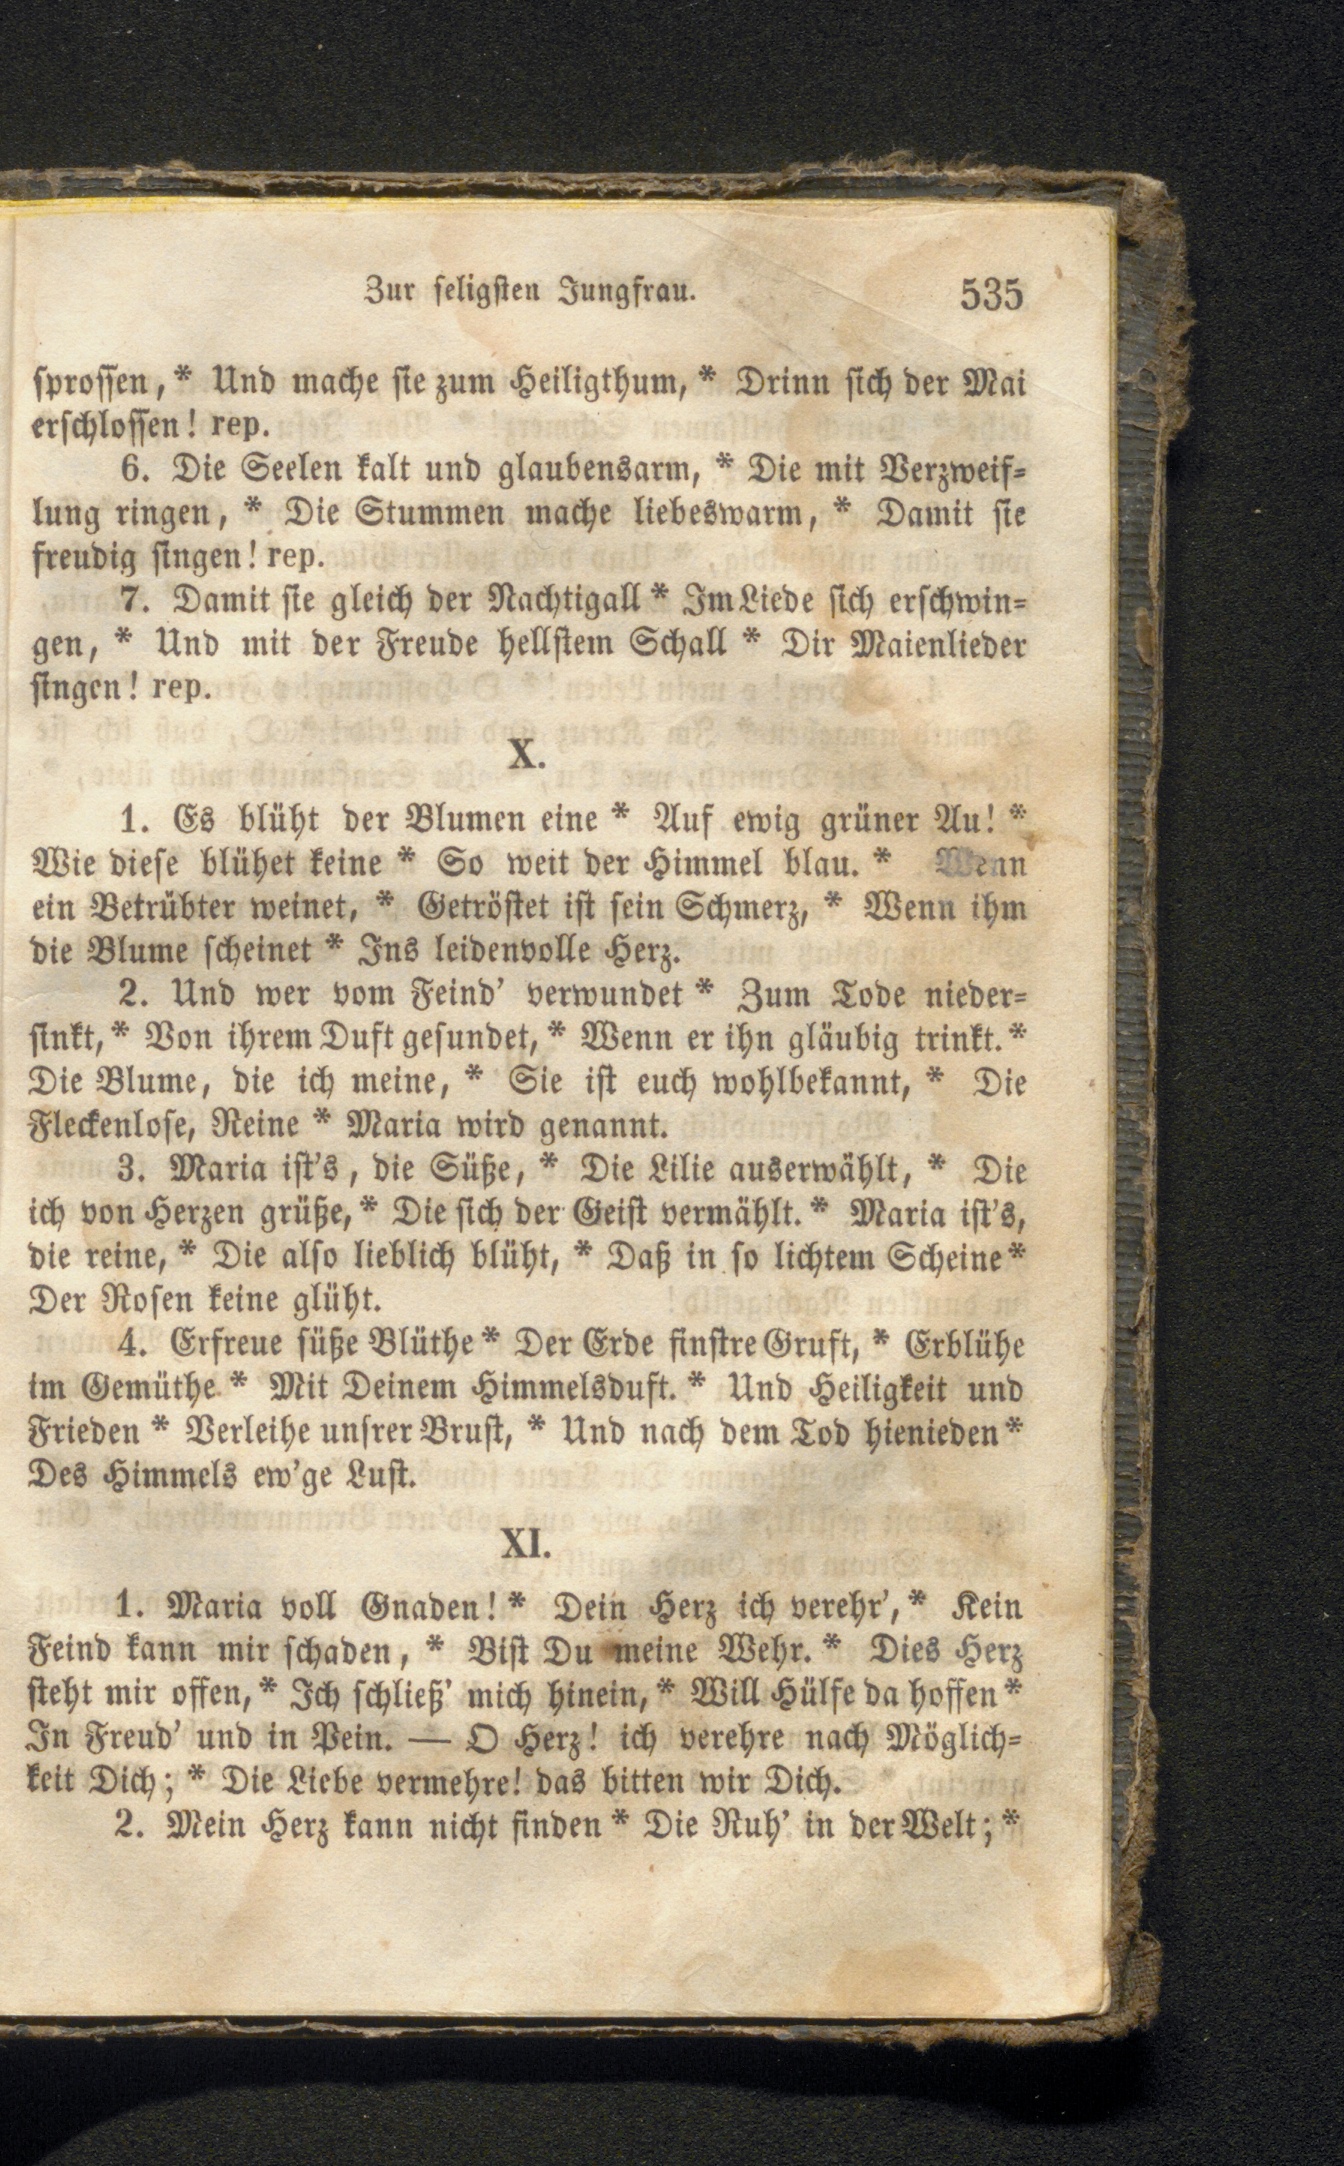 Zur seligsten Jungfrau. 535
sprossen, * Und mache sie zum Heiligthum, * Drinn sich der Mai
erschlossen! rep.
6. Die Seelen kalt und glaubensarm, * Die mit Verzweif-
lung ringen, * Die Stummen mache liebeswarm, * Damit sie
freudig singen! rep.
7. Damit sie gleich der Nachtigall * Im Liede sich erschwin-
gen, * Und mit der Freude hellstem Schall * Dir Maienlieder
singen! rep.
X.
1. Es blüht der Blumen eine * Auf ewig grüner Au! *
Wie diese blühet keine * So weit der Himmel blau. * Wenn
ein Betrübter weinet, * Getröstet ist sein Schmerz, * Wenn ihm
die Blume scheinet * Ins leidenvolle Herz.
2. Und wer vom Feind' verwundet * Zum Tode nieder-
sinkt, * Von ihrem Duft gesundet, * Wenn er ihn gläubig trinkt. *
Die Blume, die ich meine, * Sie ist euch wohlbekannt, * Die
Fleckenlose, Reine * Maria wird genannt.
3. Maria ist's, die Süße, * Die Lilie auserwählt, * Die
ich von Herzen grüße, * Die sich der Geist vermählt. * Maria ist's,
die reine, * Die also lieblich blüht, * Daß in so lichtem Scheine *
Der Rosen keine glüht.
4. Erfreue süße Blüthe * Der Erde finstre Gruft, * Erblühe
im Gemüthe * Mit Deinem Himmelsduft. * Und Heiligkeit und
Frieden * Verleihe unsrer Brust, * Und nach dem Tod hienieden *
Des Himmels ew'ge Lust.
XI.
1. Maria voll Gnaden! * Dein Herz ich verehr', * Kein
Feind kann mir schaden, * Bist Du meine Wehr. * Dies Herz
steht mir offen, * Ich schließ' mich hinein, * Will Hülfe da hoffen *
In Freud' und in Pein. — O Herz! ich verehre nach Möglich-
keit Dich; * Die Liebe vermehre! das bitten wir Dich.
2. Mein Herz kann nicht finden * Die Ruh' in der Welt; *